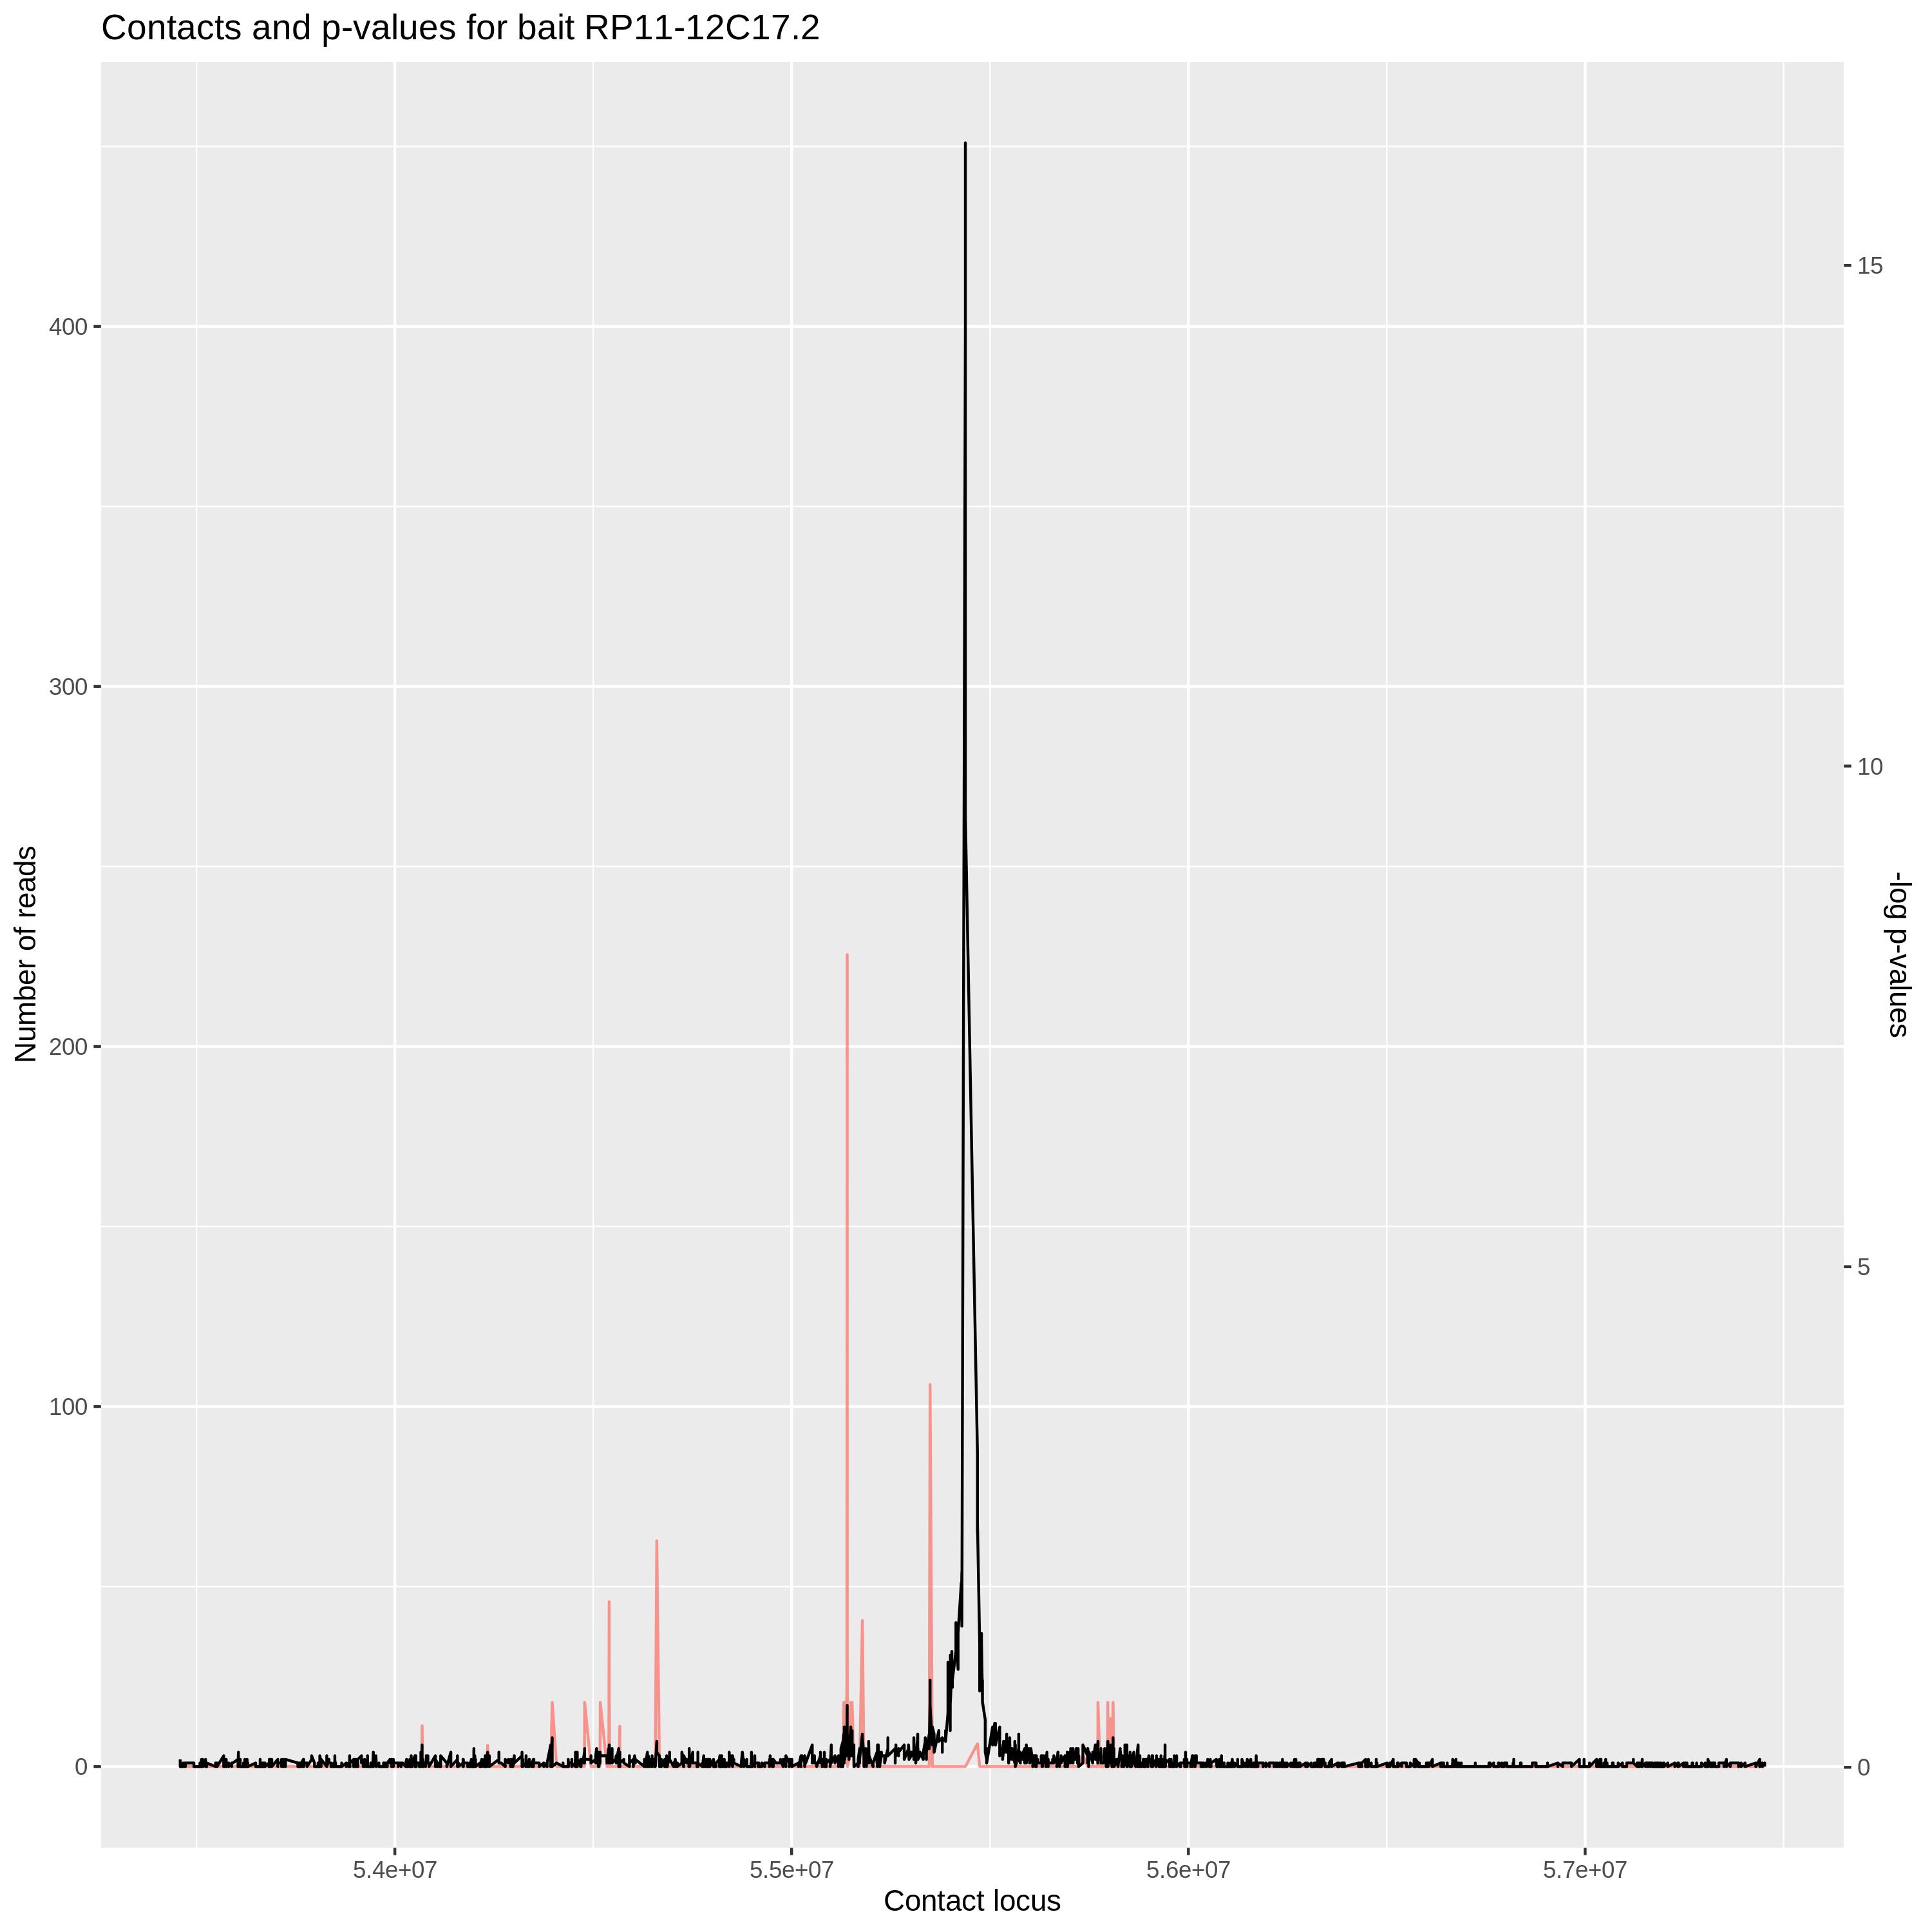 Contacts and p-values for bait RP11-12C17.2
Number of reads
400
300
200
100
0
15
10
5
0
-log p-values
5.4e+07
5.5e+07
5.6e+07
5.7e+07
Contact locus